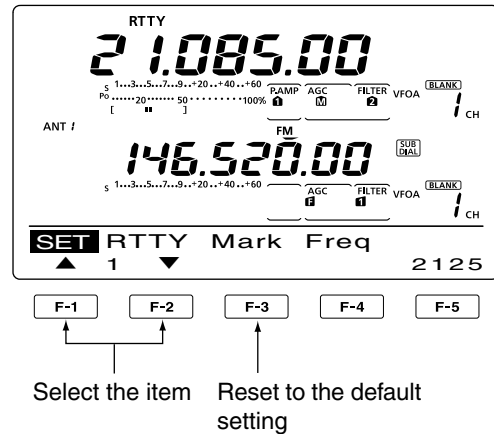 RTTY
21.085.00
S 1...3...5...7...9..+20..+40..+60
Po ...20...50...100%
P.AMP 1 AGC M FILTER 2 VFOA BLANK 1 CH
[ ]
ANT 1
FM
146.520.00
SUB DIAL
S 1...3...5...7...9..+20..+40..+60
AGC F FILTER 1 VFOA BLANK 1 CH
SET RTTY Mark Freq
▲ 1 ▼ 2125
F-1 F-2 F-3 F-4 F-5
Select the item
Reset to the default
setting